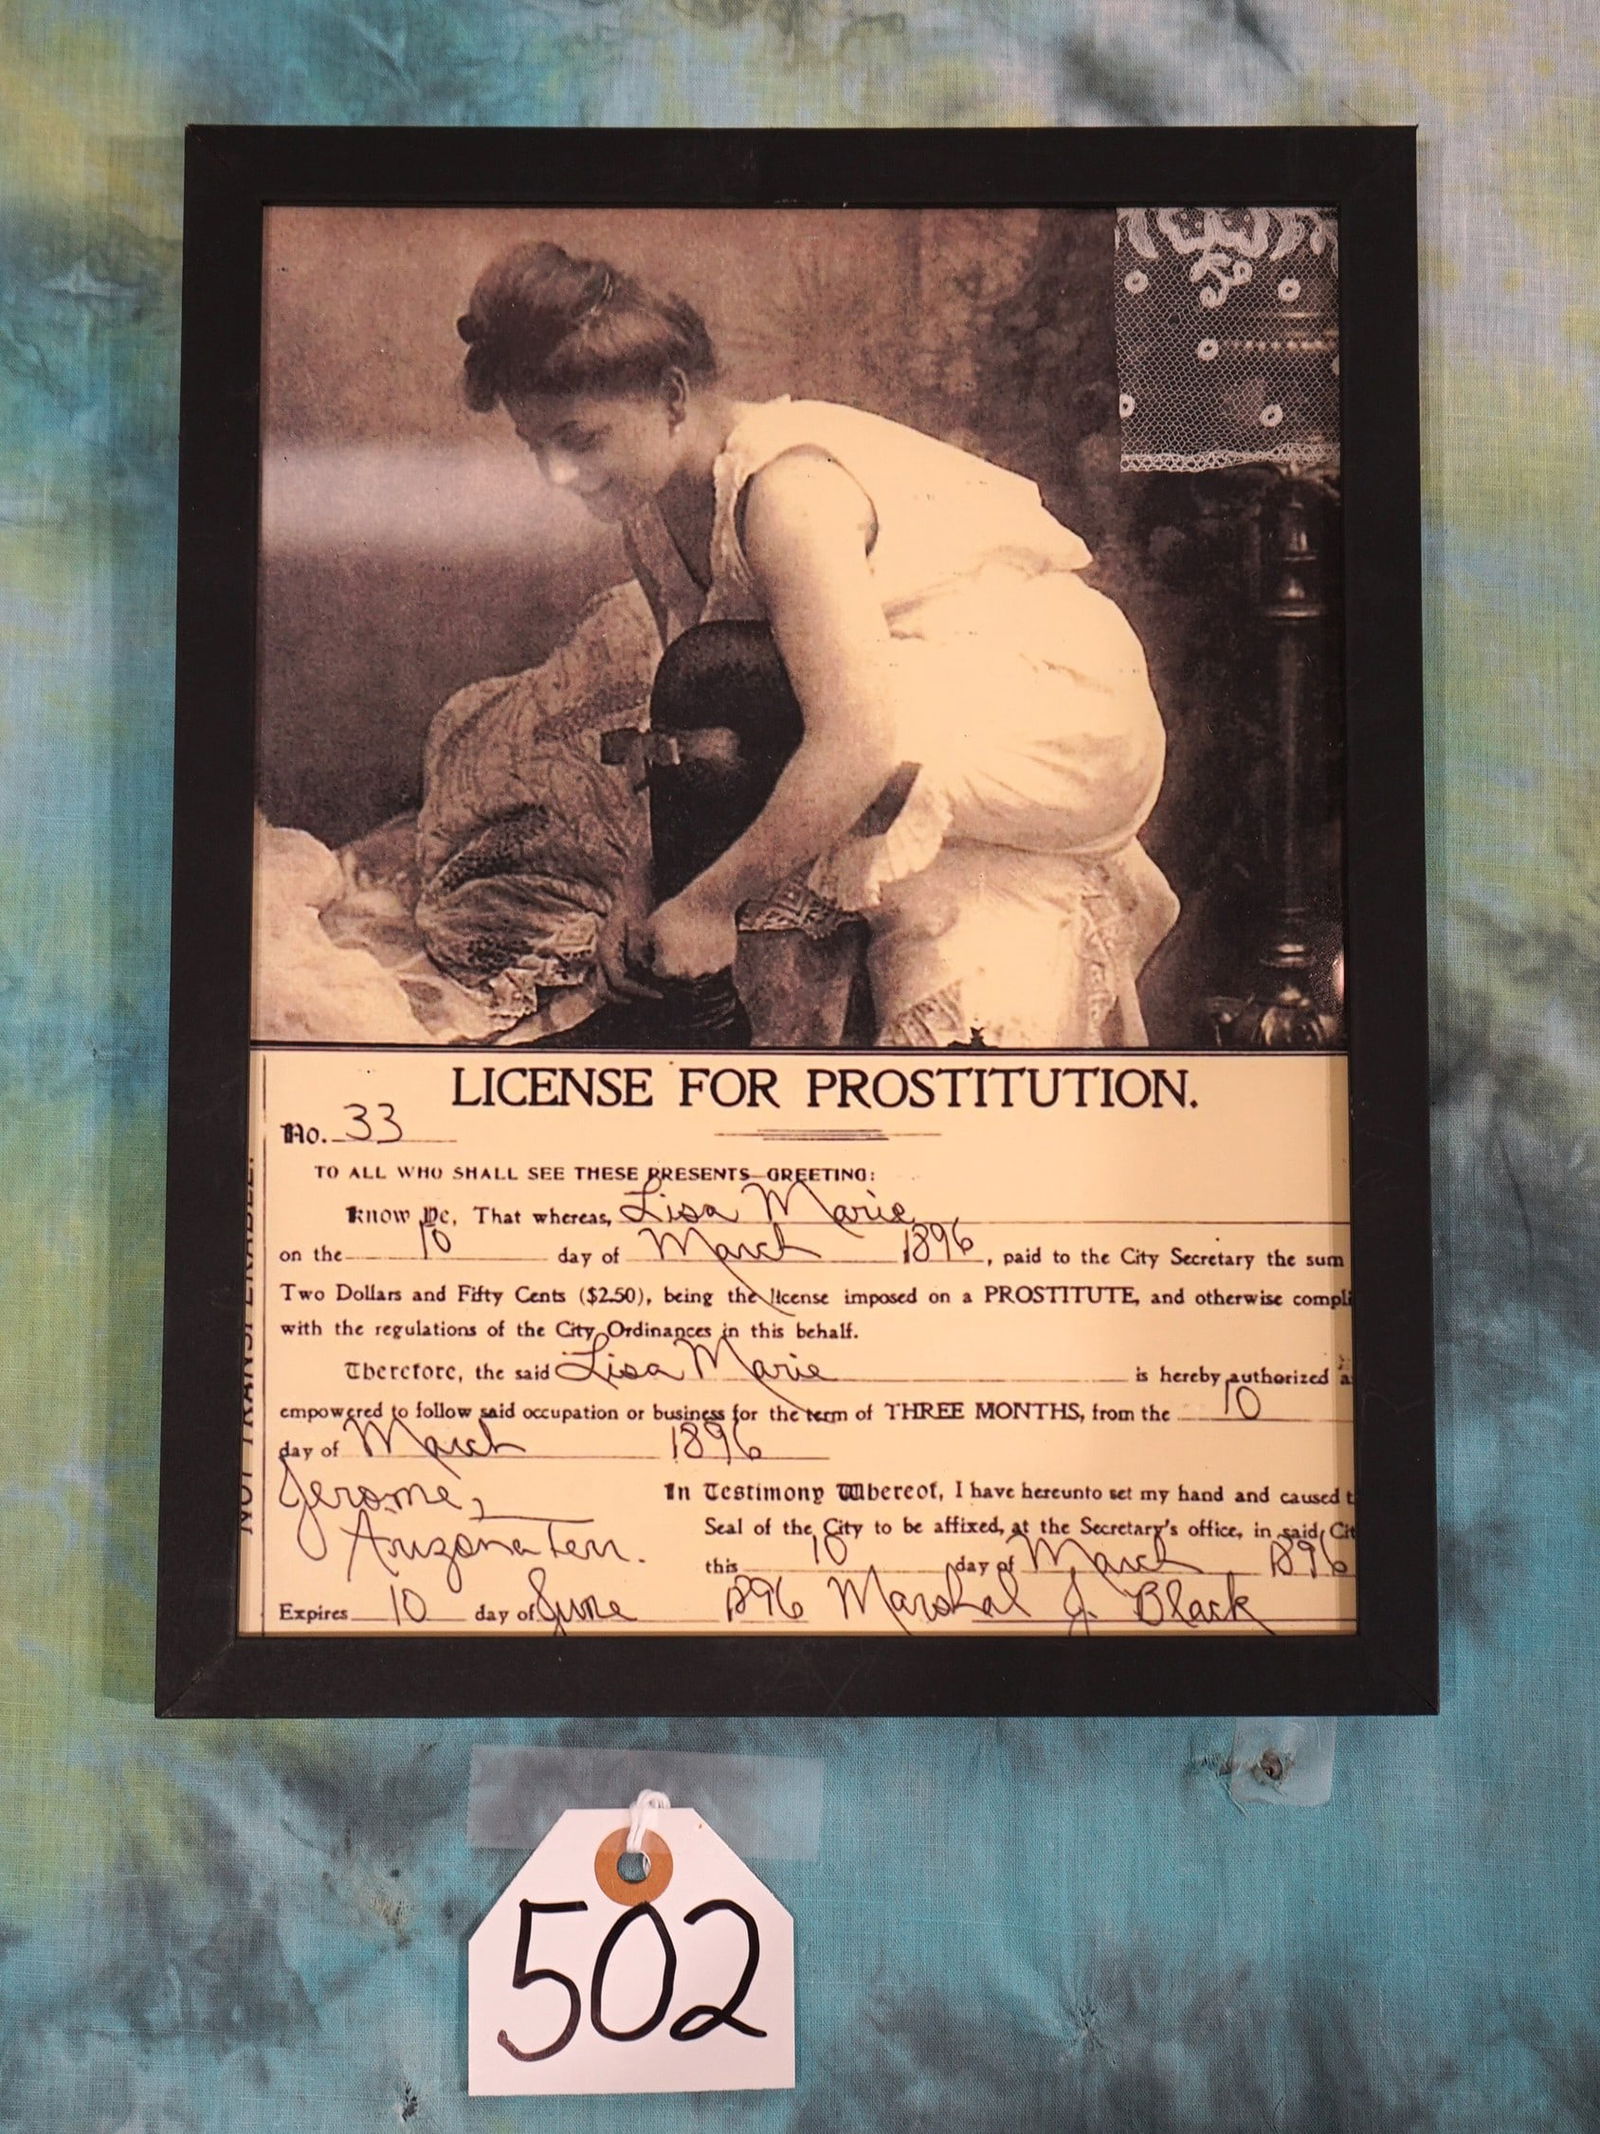 LICENSE FOR PROSTITUTION.
No. 33
TO ALL WHO SHALL SEE THESE PRESENTS—GREETING:
Know Ye, That whereas, Lisa Marie
on the 10 day of March 1896, paid to the City Secretary the sum
Two Dollars and Fifty Cents ($2.50), being the license imposed on a PROSTITUTE, and otherwise compli
with the regulations of the City Ordinances in this behalf.
Therefore, the said Lisa Marie is hereby authorized a
empowered to follow said occupation or business for the term of THREE MONTHS, from the 10
day of March 1896
Jerome,
Arizona Terr.
In Testimony Whereof, I have hereunto set my hand and caused t
Seal of the City to be affixed, at the Secretary's office, in said Cit
this 10 day of March 1896
Expires 10 day of June 1896 Marshal J. Black
NOT TRANSFERABLE.
502